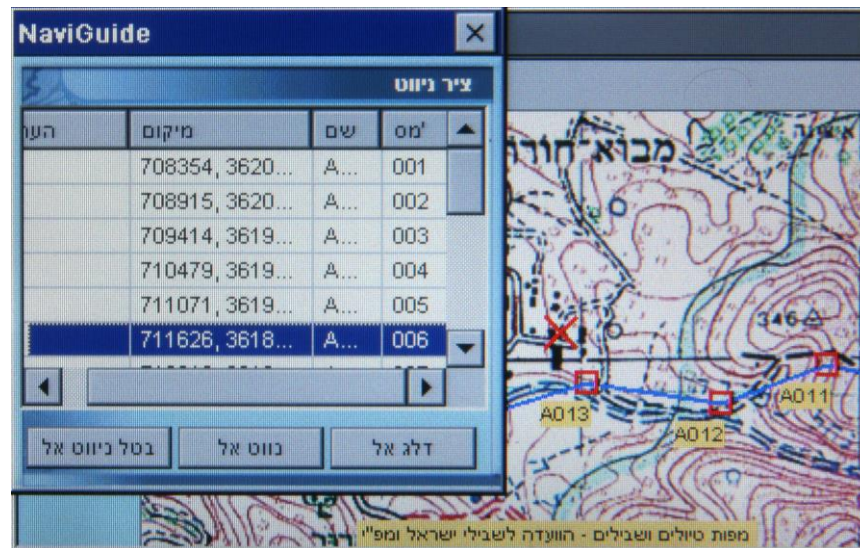 NaviGuide
ציר ניווט
מס' שם מיקום הער
001 A... 708354, 3620...
002 A... 708915, 3620...
003 A... 709414, 3619...
004 A... 710479, 3619...
005 A... 711071, 3619...
006 A... 711626, 3618...
דלג אל נווט אל בטל ניווט אל
מבוא-חורו
346
A011
A013
A012
מפות טיולים ושבילים - הוועדה לשבילי ישראל ומפ"י